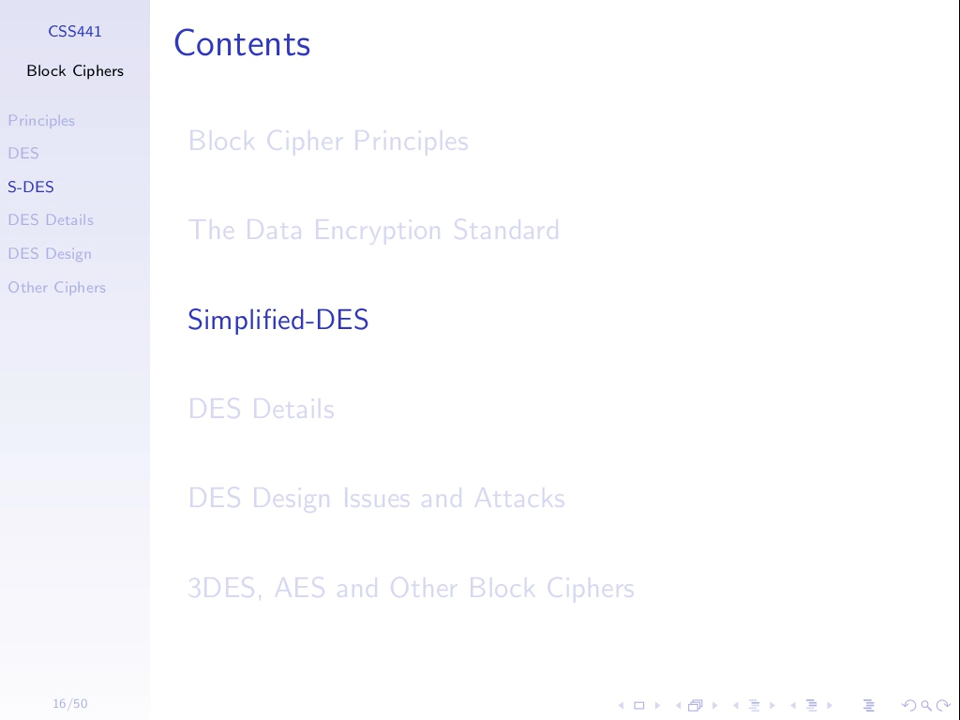 CSS441
Block Ciphers
Principles
DES
S-DES
DES Details
DES Design
Other Ciphers
16/50
Contents
Block Cipher Principles
The Data Encryption Standard
Simplified-DES
DES Details
DES Design Issues and Attacks
3DES, AES and Other Block Ciphers